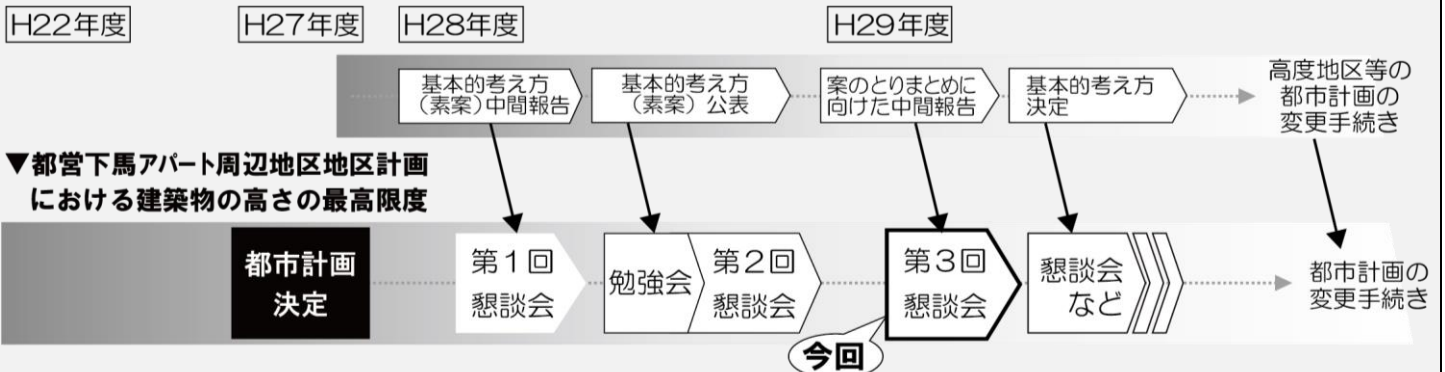 H22年度
H27年度
H28年度
H29年度
基本的考え方
(素案)中間報告
基本的考え方
(素案)公表
案のとりまとめに
向けた中間報告
基本的考え方
決定
高度地区等の
都市計画の
変更手続き
▼都営下馬アパート周辺地区地区計画
における建築物の高さの最高限度
都市計画
決定
第1回
懇談会
勉強会
第2回
懇談会
第3回
懇談会
懇談会
など
都市計画の
変更手続き
今回